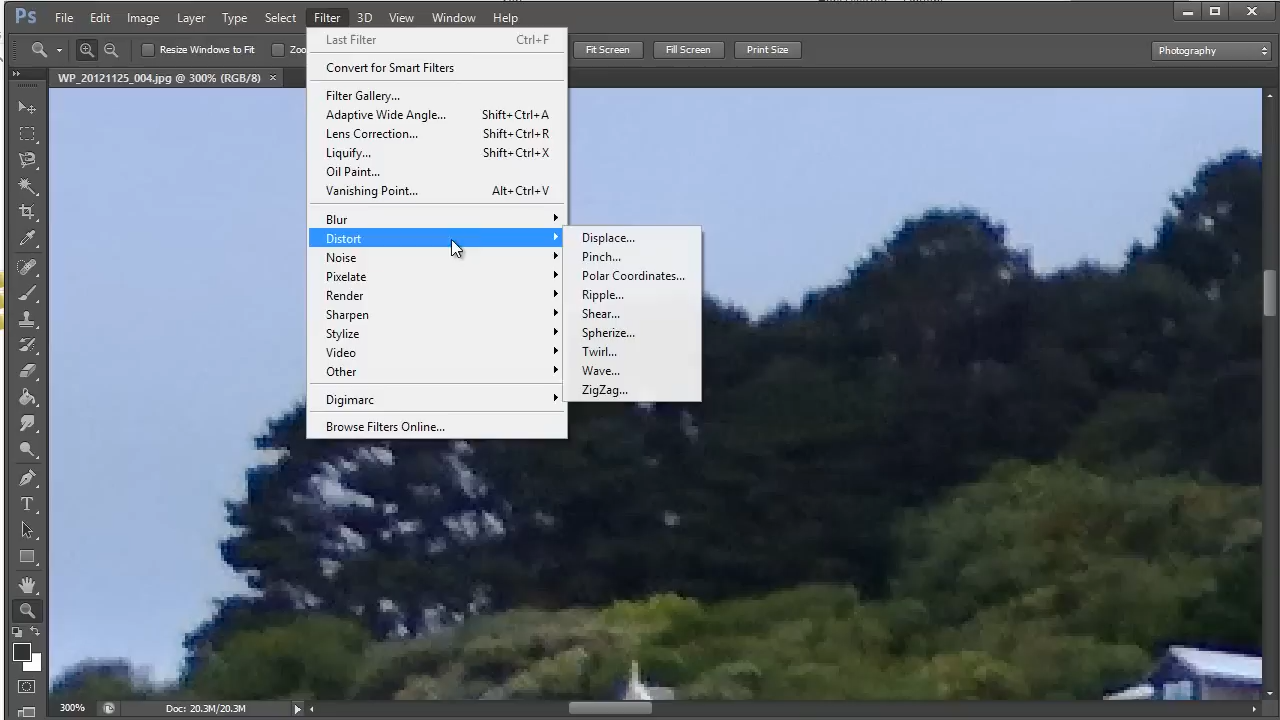 Ps File Edit Image Layer Type Select Filter 3D View Window Help
Resize Windows to Fit Zoo Fit Screen Fill Screen Print Size Photography
WP_20121125_004.jpg @ 300% (RGB/8) ×
Last Filter Ctrl+F
Convert for Smart Filters
Filter Gallery...
Adaptive Wide Angle... Shift+Ctrl+A
Lens Correction... Shift+Ctrl+R
Liquify... Shift+Ctrl+X
Oil Paint...
Vanishing Point... Alt+Ctrl+V
Blur
Distort
Noise
Pixelate
Render
Sharpen
Stylize
Video
Other
Digimarc
Browse Filters Online...
Displace...
Pinch...
Polar Coordinates...
Ripple...
Shear...
Spherize...
Twirl...
Wave...
ZigZag...
300% Doc: 20.3M/20.3M